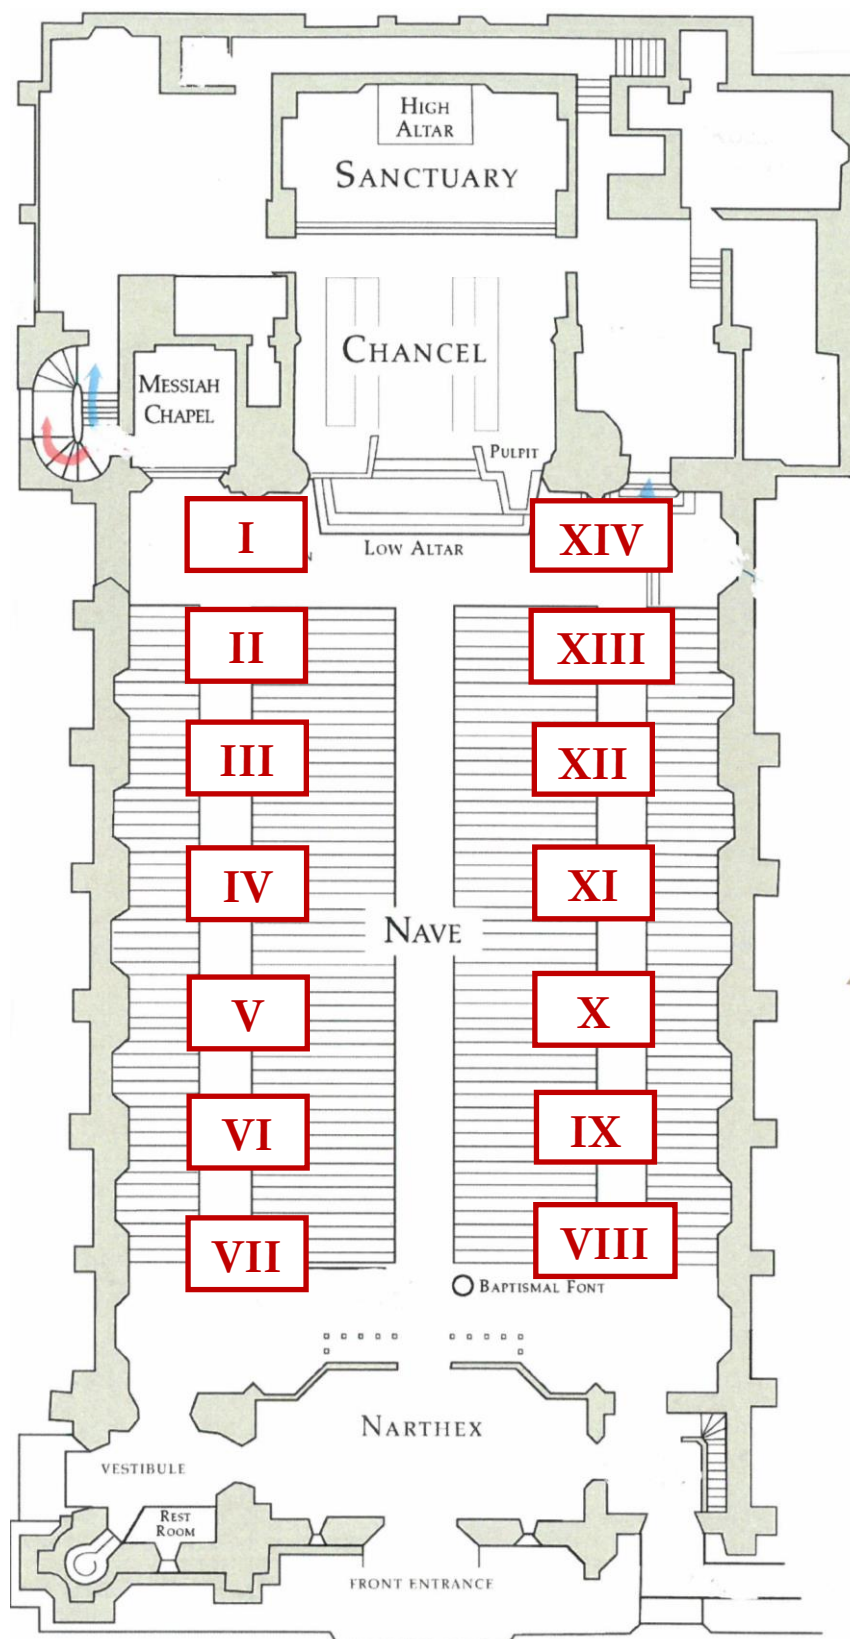 HIGH
ALTAR
SANCTUARY
CHANCEL
MESSIAH
CHAPEL
PULPIT
I
LOW ALTAR
XIV
II
XIII
III
XII
IV
XI
NAVE
V
X
VI
IX
VII
VIII
BAPTISMAL FONT
NARTHEX
VESTIBULE
REST
ROOM
FRONT ENTRANCE